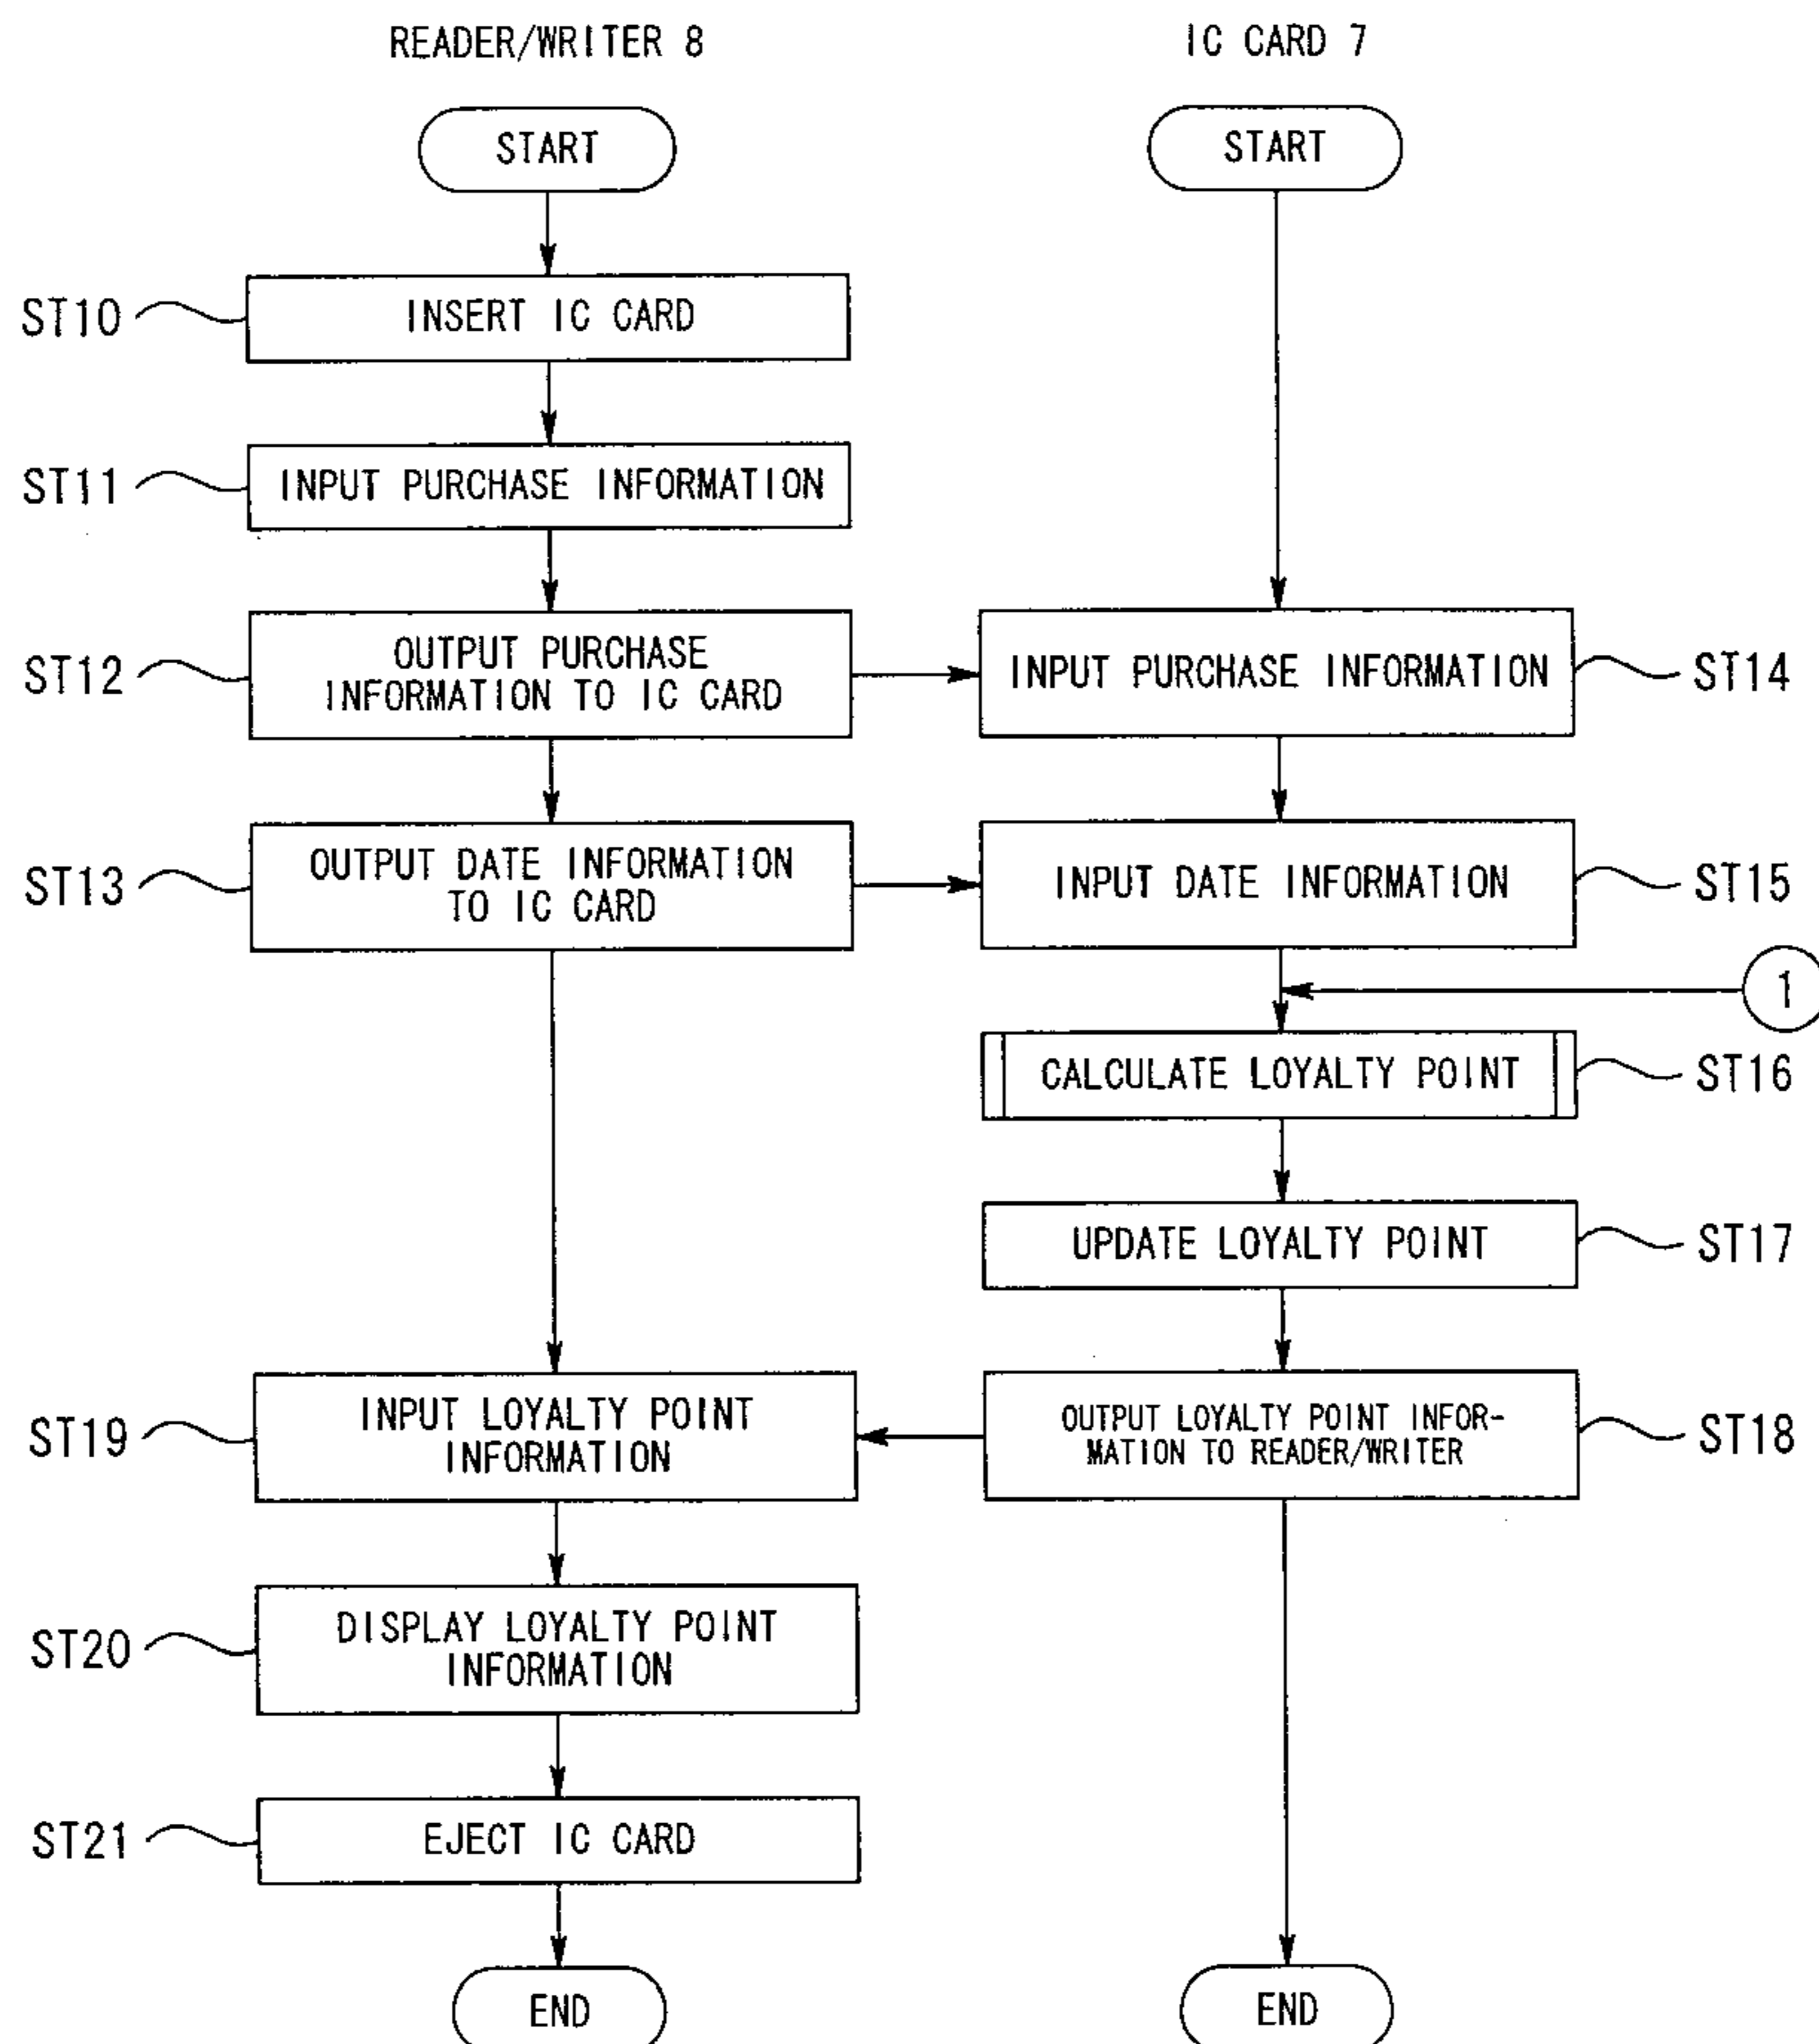 READER/WRITER 8
IC CARD 7
START
START
ST10
INSERT IC CARD
ST11
INPUT PURCHASE INFORMATION
ST12
OUTPUT PURCHASE
INFORMATION TO IC CARD
INPUT PURCHASE INFORMATION
ST14
ST13
OUTPUT DATE INFORMATION
TO IC CARD
INPUT DATE INFORMATION
ST15
1
CALCULATE LOYALTY POINT
ST16
UPDATE LOYALTY POINT
ST17
ST19
INPUT LOYALTY POINT
INFORMATION
OUTPUT LOYALTY POINT INFOR-
MATION TO READER/WRITER
ST18
ST20
DISPLAY LOYALTY POINT
INFORMATION
ST21
EJECT IC CARD
END
END